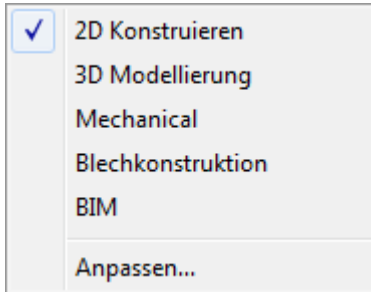 2D Konstruieren
3D Modellierung
Mechanical
Blechkonstruktion
BIM
Anpassen...